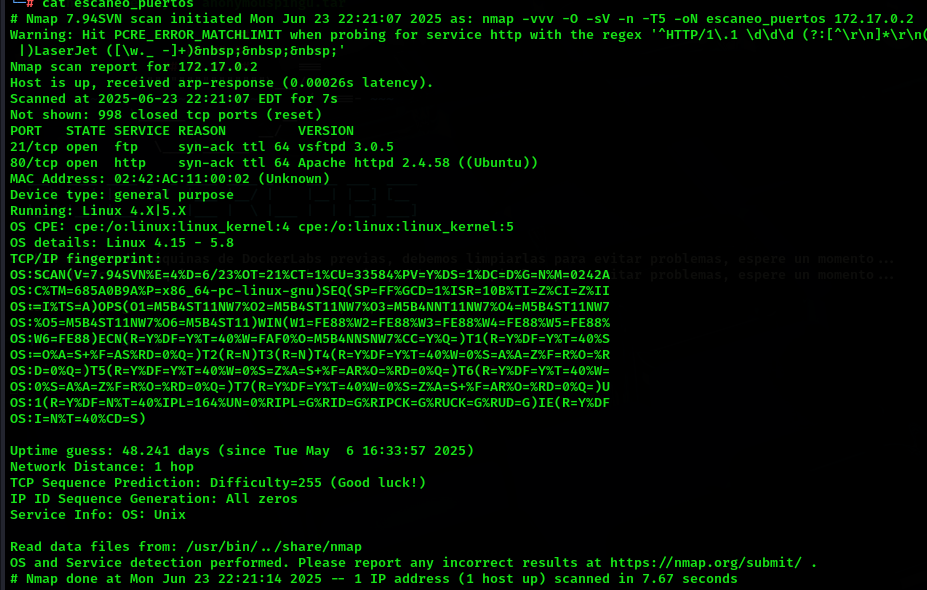 # cat escaneo_puertos
# Nmap 7.94SVN scan initiated Mon Jun 23 22:21:07 2025 as: nmap -vvv -O -sV -n -T5 -oN escaneo_puertos 172.17.0.2
Warning: Hit PCRE_ERROR_MATCHLIMIT when probing for service http with the regex '^HTTP/1\.1 \d\d\d (?:[^\r\n]*\r\n(
|)LaserJet ([\w._ -]+)&nbsp;&nbsp;&nbsp;'
Nmap scan report for 172.17.0.2
Host is up, received arp-response (0.00026s latency).
Scanned at 2025-06-23 22:21:07 EDT for 7s
Not shown: 998 closed tcp ports (reset)
PORT   STATE SERVICE REASON         VERSION
21/tcp open  ftp     syn-ack ttl 64 vsftpd 3.0.5
80/tcp open  http    syn-ack ttl 64 Apache httpd 2.4.58 ((Ubuntu))
MAC Address: 02:42:AC:11:00:02 (Unknown)
Device type: general purpose
Running: Linux 4.X|5.X
OS CPE: cpe:/o:linux:linux_kernel:4 cpe:/o:linux:linux_kernel:5
OS details: Linux 4.15 - 5.8
TCP/IP fingerprint:
OS:SCAN(V=7.94SVN%E=4%D=6/23%OT=21%CT=1%CU=33584%PV=Y%DS=1%DC=D%G=N%M=0242A
OS:C%TM=685A0B9A%P=x86_64-pc-linux-gnu)SEQ(SP=FF%GCD=1%ISR=10B%TI=Z%CI=Z%II
OS:=I%TS=A)OPS(O1=M5B4ST11NW7%O2=M5B4ST11NW7%O3=M5B4NNT11NW7%O4=M5B4ST11NW7
OS:%O5=M5B4ST11NW7%O6=M5B4ST11)WIN(W1=FE88%W2=FE88%W3=FE88%W4=FE88%W5=FE88%
OS:W6=FE88)ECN(R=Y%DF=Y%T=40%W=FAF0%O=M5B4NNSNW7%CC=Y%Q=)T1(R=Y%DF=Y%T=40%S
OS:=O%A=S+%F=AS%RD=0%Q=)T2(R=N)T3(R=N)T4(R=Y%DF=Y%T=40%W=0%S=A%A=Z%F=R%O=%R
OS:D=0%Q=)T5(R=Y%DF=Y%T=40%W=0%S=Z%A=S+%F=AR%O=%RD=0%Q=)T6(R=Y%DF=Y%T=40%W=
OS:0%S=A%A=Z%F=R%O=%RD=0%Q=)T7(R=Y%DF=Y%T=40%W=0%S=Z%A=S+%F=AR%O=%RD=0%Q=)U
OS:1(R=Y%DF=N%T=40%IPL=164%UN=0%RIPL=G%RID=G%RIPCK=G%RUCK=G%RUD=G)IE(R=Y%DF
OS:I=N%T=40%CD=S)

Uptime guess: 48.241 days (since Tue May  6 16:33:57 2025)
Network Distance: 1 hop
TCP Sequence Prediction: Difficulty=255 (Good luck!)
IP ID Sequence Generation: All zeros
Service Info: OS: Unix

Read data files from: /usr/bin/../share/nmap
OS and Service detection performed. Please report any incorrect results at https://nmap.org/submit/ .
# Nmap done at Mon Jun 23 22:21:14 2025 -- 1 IP address (1 host up) scanned in 7.67 seconds